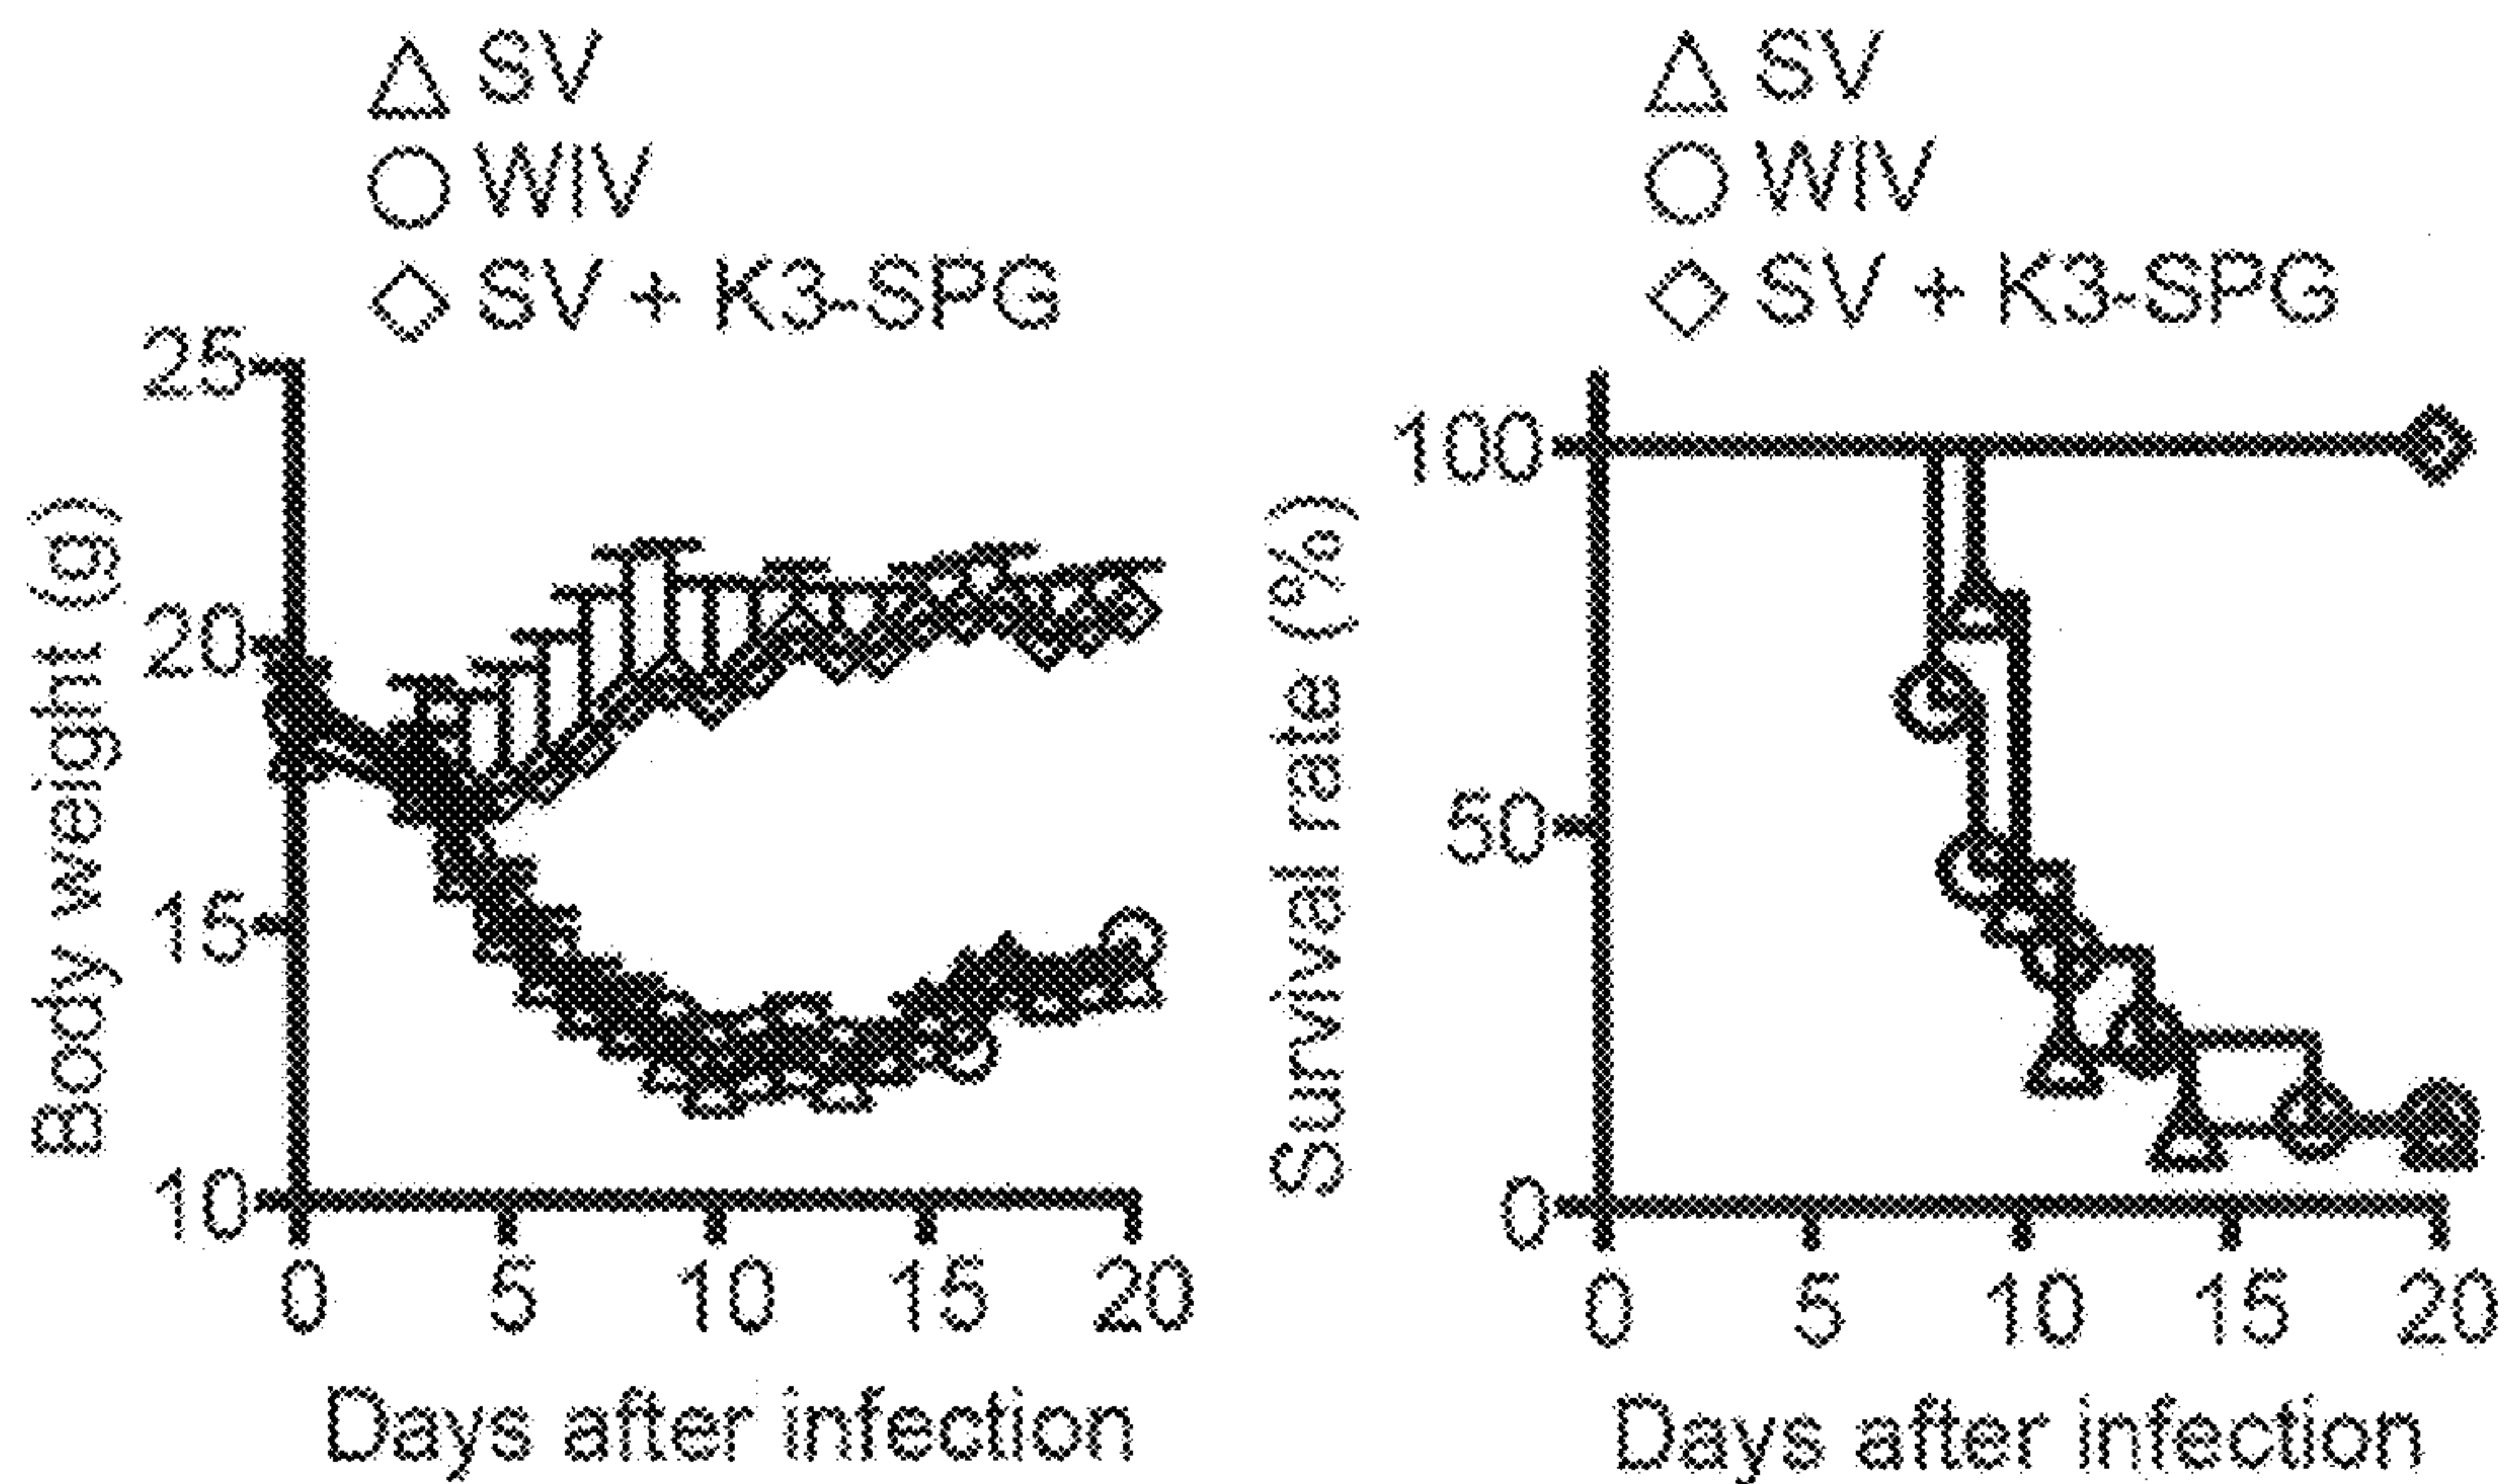 SV
WIV
SV + K3-SPG
25
20
15
10
Body weight (g)
0 5 10 15 20
Days after infection
SV
WIV
SV + K3-SPG
100
50
0
Survival rate (%)
0 5 10 15 20
Days after infection